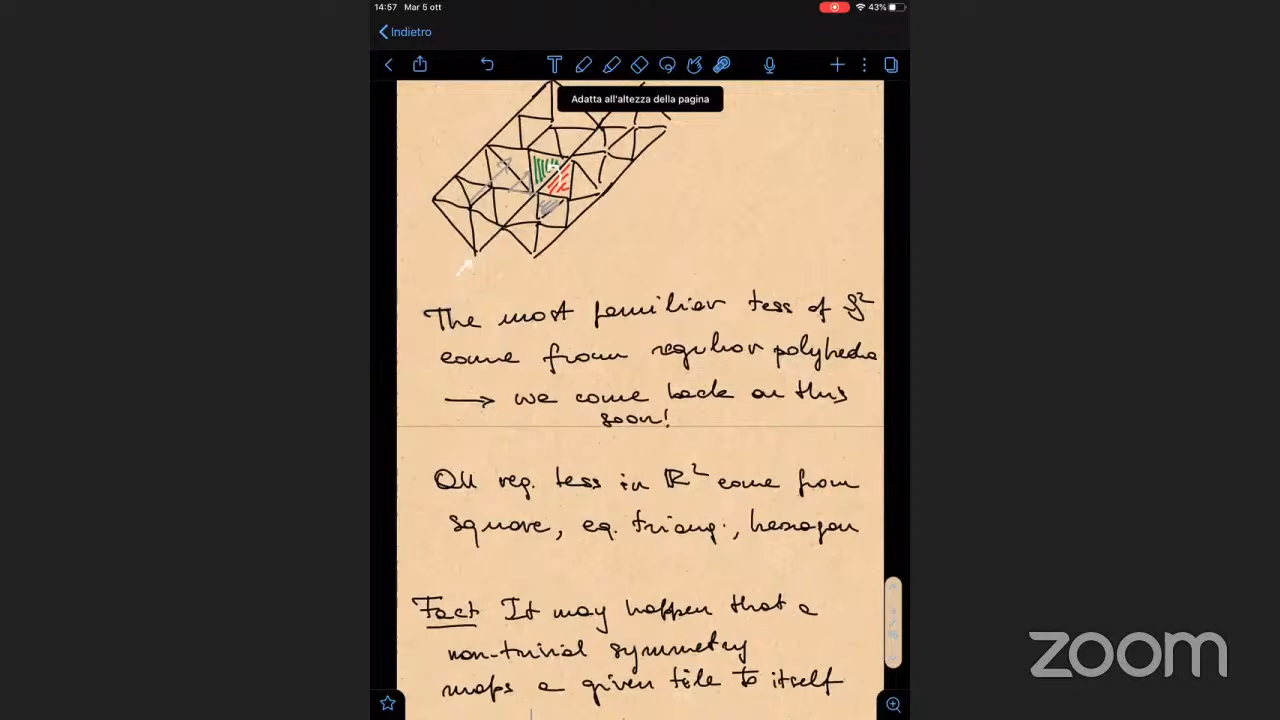 14:57 Mar 5 ott
43%
Indietro
Adatta all'altezza della pagina
The most familiar tess of S²
come from regular polyhedra
→ we come back on this
soon!
All reg. tess in ℝ² come from
square, eq. triang., hexagon
Fact It may happen that a
non-trivial symmetry
maps a given tile to itself
zoom